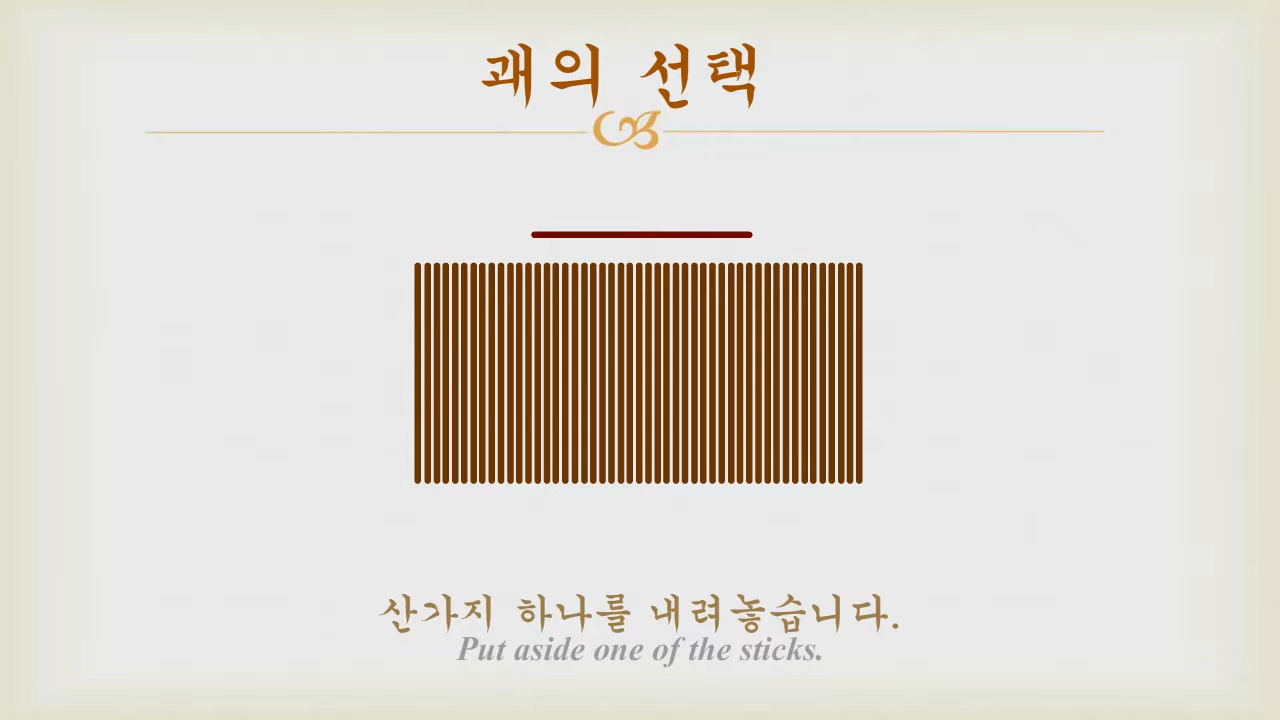 괘의 선택
산가지 하나를 내려놓습니다.
Put aside one of the sticks.